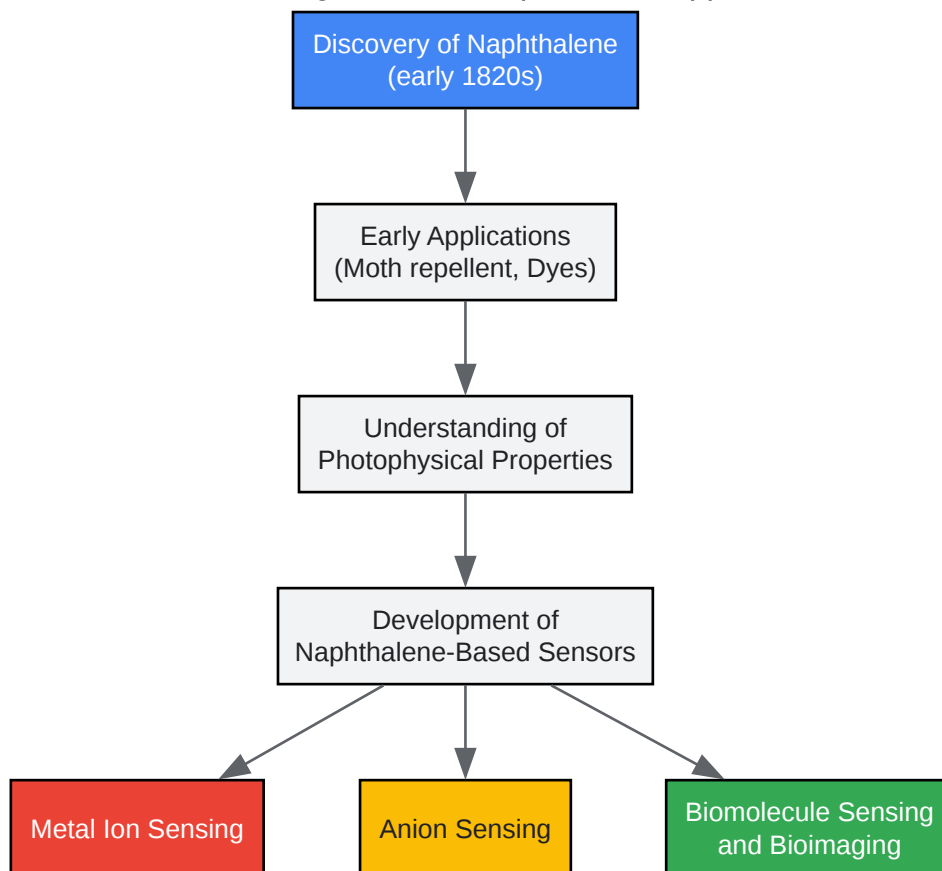 Discovery of Naphthalene
(early 1820s)
Early Applications
(Moth repellent, Dyes)
Understanding of
Photophysical Properties
Development of
Naphthalene-Based Sensors
Metal Ion Sensing
Anion Sensing
Biomolecule Sensing
and Bioimaging